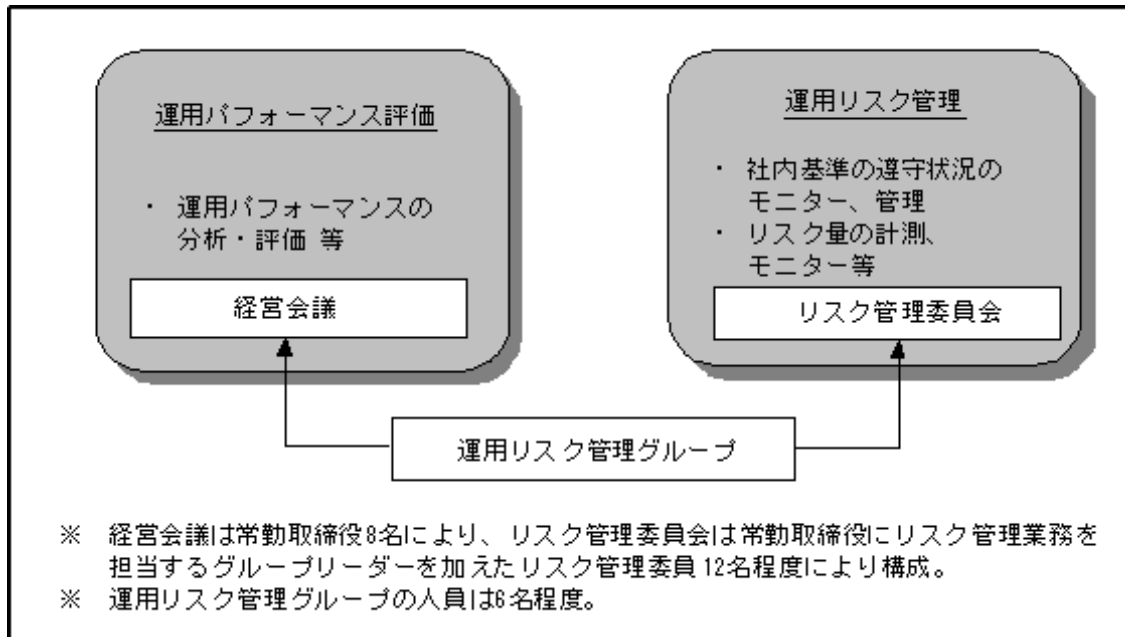 運用パフォーマンス評価
・ 運用パフォーマンスの
分析・評価 等
経営会議
運用リスク管理
・ 社内基準の遵守状況の
モニター、管理
・ リスク量の計測、
モニター等
リスク管理委員会
運用リスク管理グループ
※ 経営会議は常勤取締役8名により、リスク管理委員会は常勤取締役にリスク管理業務を
担当するグループリーダーを加えたリスク管理委員12名程度により構成。
※ 運用リスク管理グループの人員は6名程度。